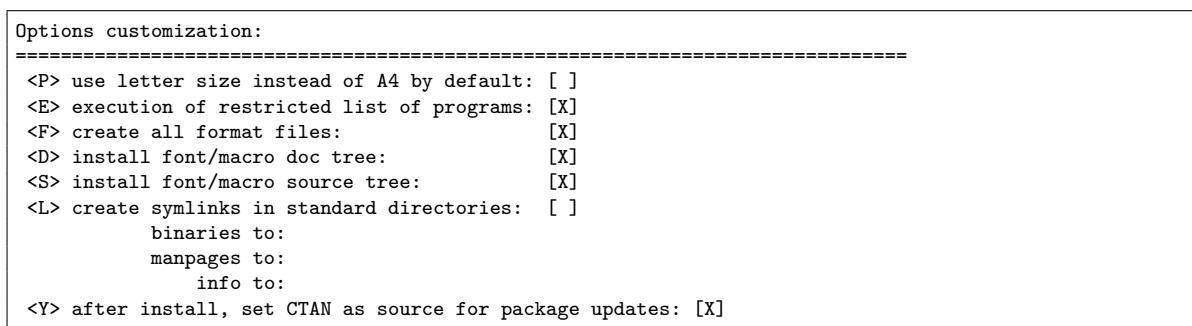 Options customization:
===============================================================================
<P> use letter size instead of A4 by default: [ ]
<E> execution of restricted list of programs: [X]
<F> create all format files: [X]
<D> install font/macro doc tree: [X]
<S> install font/macro source tree: [X]
<L> create symlinks in standard directories: [ ]
binaries to:
manpages to:
info to:
<Y> after install, set CTAN as source for package updates: [X]